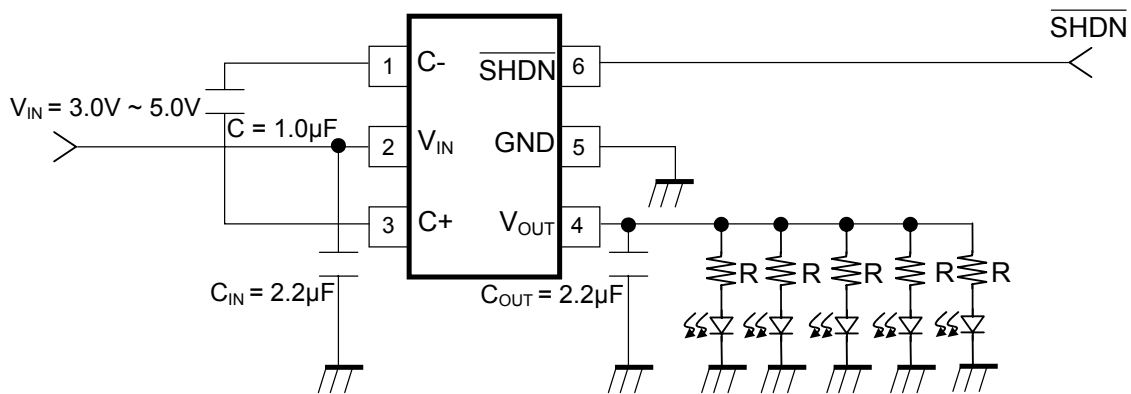 SHDN
1 C- SHDN 6
V_IN = 3.0V ~ 5.0V
C = 1.0µF
2 V_IN GND 5
3 C+ V_OUT 4
R R R R R
C_IN = 2.2µF
C_OUT = 2.2µF